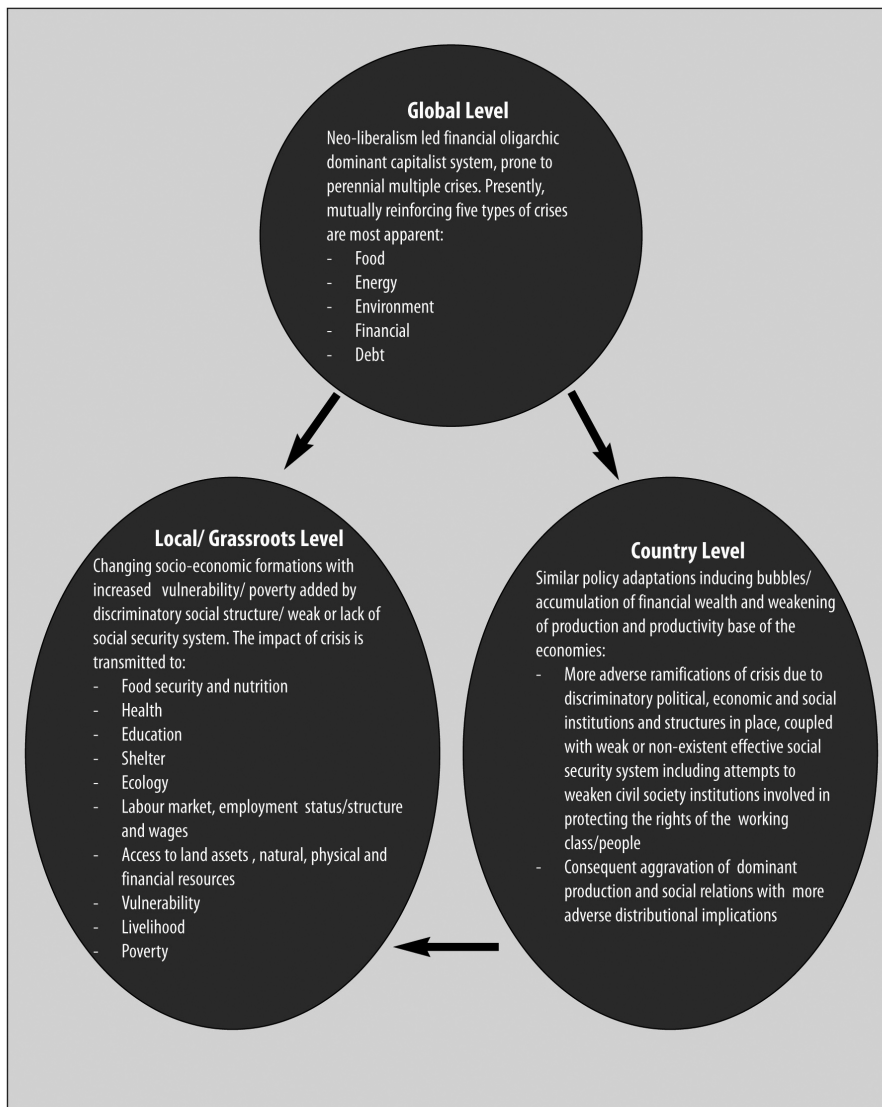 Global Level
Neo-liberalism led financial oligarchic
dominant capitalist system, prone to
perennial multiple crises. Presently,
mutually reinforcing five types of crises
are most apparent:
- Food
- Energy
- Environment
- Financial
- Debt
Local/ Grassroots Level
Changing socio-economic formations with
increased vulnerability/ poverty added by
discriminatory social structure/ weak or lack of
social security system. The impact of crisis is
transmitted to:
- Food security and nutrition
- Health
- Education
- Shelter
- Ecology
- Labour market, employment status/structure
and wages
- Access to land assets , natural, physical and
financial resources
- Vulnerability
- Livelihood
- Poverty
Country Level
Similar policy adaptations inducing bubbles/
accumulation of financial wealth and weakening
of production and productivity base of the
economies:
- More adverse ramifications of crisis due to
discriminatory political, economic and social
institutions and structures in place, coupled
with weak or non-existent effective social
security system including attempts to
weaken civil society institutions involved in
protecting the rights of the working
class/people
- Consequent aggravation of dominant
production and social relations with more
adverse distributional implications